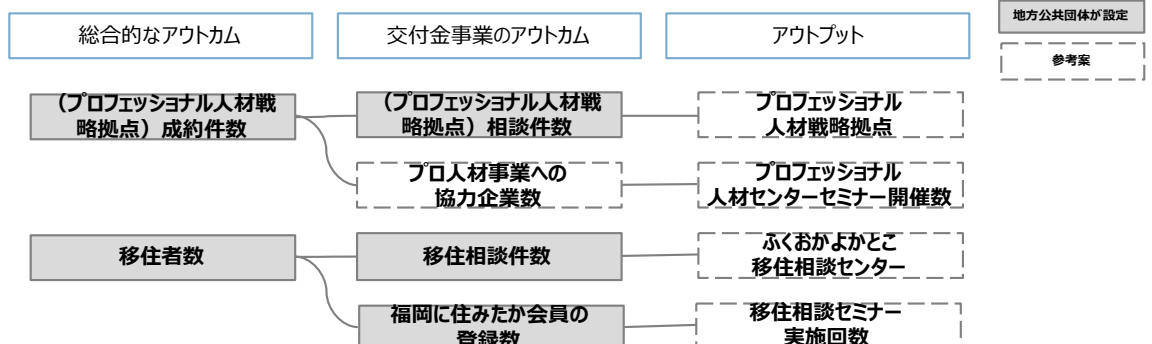 地方公共団体が設定
参考案
総合的なアウトカム
交付金事業のアウトカム
アウトプット
（プロフェッショナル人材戦
略拠点）成約件数
（プロフェッショナル人材戦
略拠点）相談件数
プロフェッショナル
人材戦略拠点
プロ人材事業への
協力企業数
プロフェッショナル
人材センターセミナー開催数
移住者数
移住相談件数
ふくおかよかとこ
移住相談センター
福岡に住みたか会員の
登録数
移住相談セミナー
実施回数